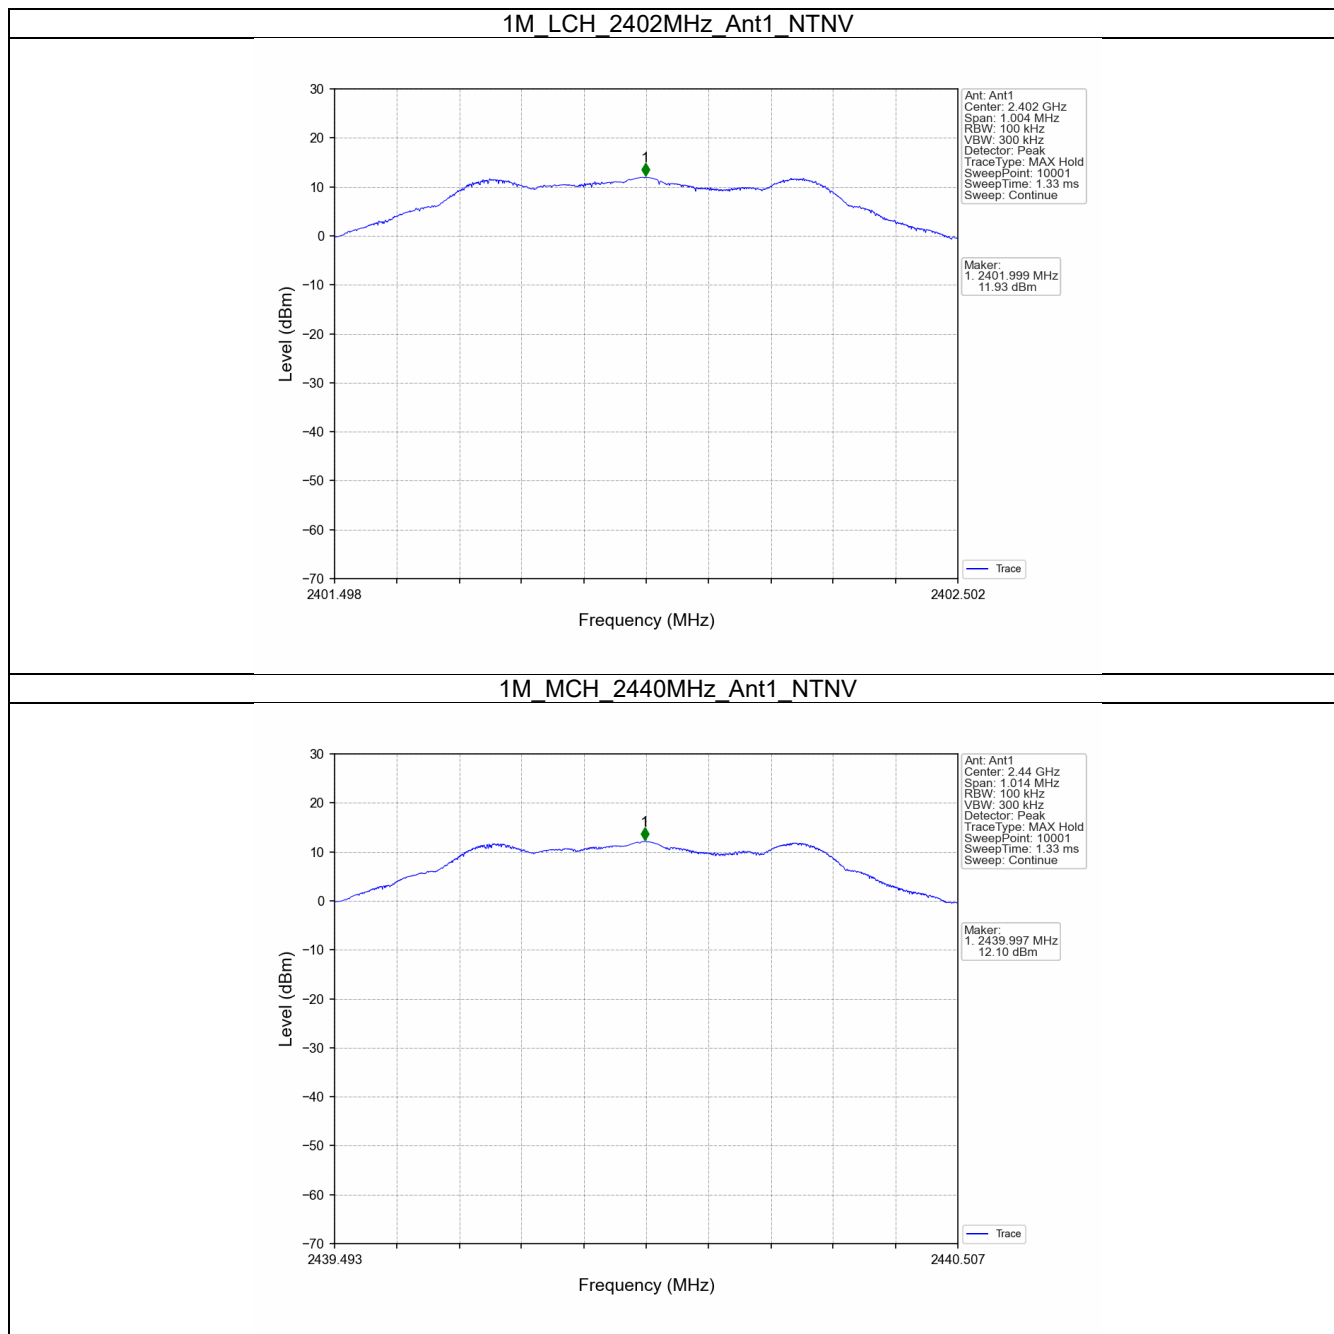 1M_LCH_2402MHz_Ant1_NTNV
30
20
10
0
−10
−20
−30
−40
−50
−60
−70
Level (dBm)
1
2401.498
2402.502
Frequency (MHz)
Ant: Ant1
Center: 2.402 GHz
Span: 1.004 MHz
RBW: 100 kHz
VBW: 300 kHz
Detector: Peak
TraceType: MAX Hold
SweepPoint: 10001
SweepTime: 1.33 ms
Sweep: Continue
Maker:
1. 2401.999 MHz
11.93 dBm
Trace
1M_MCH_2440MHz_Ant1_NTNV
30
20
10
0
−10
−20
−30
−40
−50
−60
−70
Level (dBm)
1
2439.493
2440.507
Frequency (MHz)
Ant: Ant1
Center: 2.44 GHz
Span: 1.014 MHz
RBW: 100 kHz
VBW: 300 kHz
Detector: Peak
TraceType: MAX Hold
SweepPoint: 10001
SweepTime: 1.33 ms
Sweep: Continue
Maker:
1. 2439.997 MHz
12.10 dBm
Trace